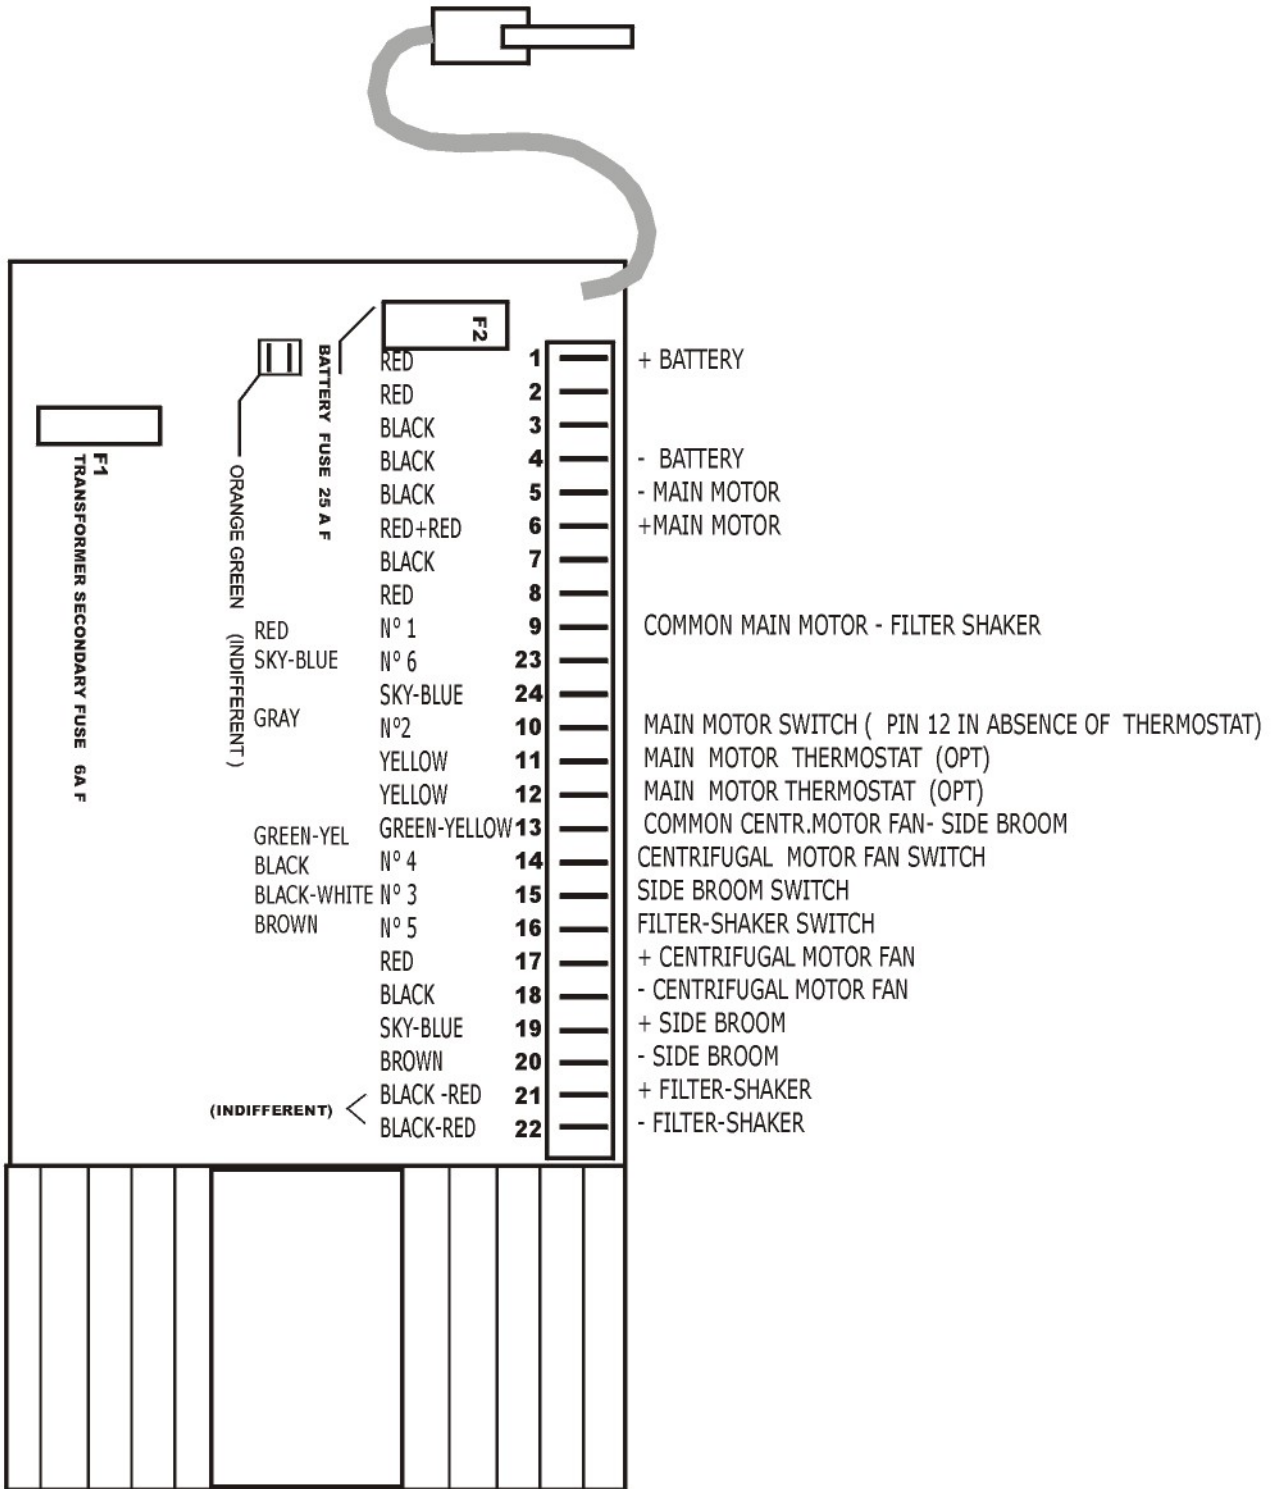 F2
BATTERY FUSE 25 A F
F1
TRANSFORMER SECONDARY FUSE 6A F
ORANGE GREEN (INDIFFERENT)
RED 1 + BATTERY
RED 2
BLACK 3
BLACK 4 - BATTERY
BLACK 5 - MAIN MOTOR
RED+RED 6 +MAIN MOTOR
BLACK 7
RED 8
RED Nº 1 9 COMMON MAIN MOTOR - FILTER SHAKER
SKY-BLUE Nº 6 23
SKY-BLUE 24
GRAY Nº2 10 MAIN MOTOR SWITCH ( PIN 12 IN ABSENCE OF THERMOSTAT)
YELLOW 11 MAIN MOTOR THERMOSTAT (OPT)
YELLOW 12 MAIN MOTOR THERMOSTAT (OPT)
GREEN-YEL GREEN-YELLOW 13 COMMON CENTR.MOTOR FAN- SIDE BROOM
BLACK Nº 4 14 CENTRIFUGAL MOTOR FAN SWITCH
BLACK-WHITE Nº 3 15 SIDE BROOM SWITCH
BROWN Nº 5 16 FILTER-SHAKER SWITCH
RED 17 + CENTRIFUGAL MOTOR FAN
BLACK 18 - CENTRIFUGAL MOTOR FAN
SKY-BLUE 19 + SIDE BROOM
BROWN 20 - SIDE BROOM
(INDIFFERENT) BLACK -RED 21 + FILTER-SHAKER
BLACK-RED 22 - FILTER-SHAKER